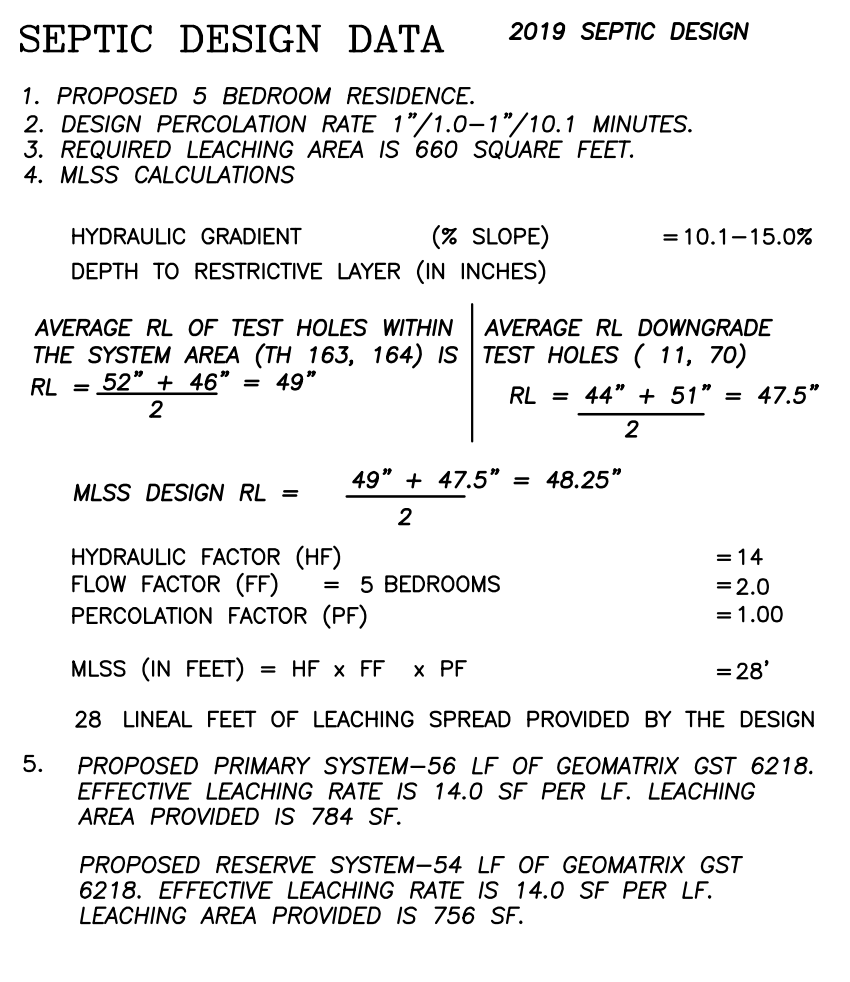 SEPTIC DESIGN DATA 2019 SEPTIC DESIGN
1. PROPOSED 5 BEDROOM RESIDENCE.
2. DESIGN PERCOLATION RATE 1"/1.0-1"/10.1 MINUTES.
3. REQUIRED LEACHING AREA IS 660 SQUARE FEET.
4. MLSS CALCULATIONS
HYDRAULIC GRADIENT (% SLOPE) =10.1-15.0%
DEPTH TO RESTRICTIVE LAYER (IN INCHES)
AVERAGE RL OF TEST HOLES WITHIN
THE SYSTEM AREA (TH 163, 164) IS
RL = 52" + 46" = 49"
2
AVERAGE RL DOWNGRADE
TEST HOLES ( 11, 70)
RL = 44" + 51" = 47.5"
2
MLSS DESIGN RL = 49" + 47.5" = 48.25"
2
HYDRAULIC FACTOR (HF) =14
FLOW FACTOR (FF) = 5 BEDROOMS =2.0
PERCOLATION FACTOR (PF) =1.00
MLSS (IN FEET) = HF x FF x PF =28'
28 LINEAL FEET OF LEACHING SPREAD PROVIDED BY THE DESIGN
5. PROPOSED PRIMARY SYSTEM-56 LF OF GEOMATRIX GST 6218.
EFFECTIVE LEACHING RATE IS 14.0 SF PER LF. LEACHING
AREA PROVIDED IS 784 SF.
PROPOSED RESERVE SYSTEM-54 LF OF GEOMATRIX GST
6218. EFFECTIVE LEACHING RATE IS 14.0 SF PER LF.
LEACHING AREA PROVIDED IS 756 SF.